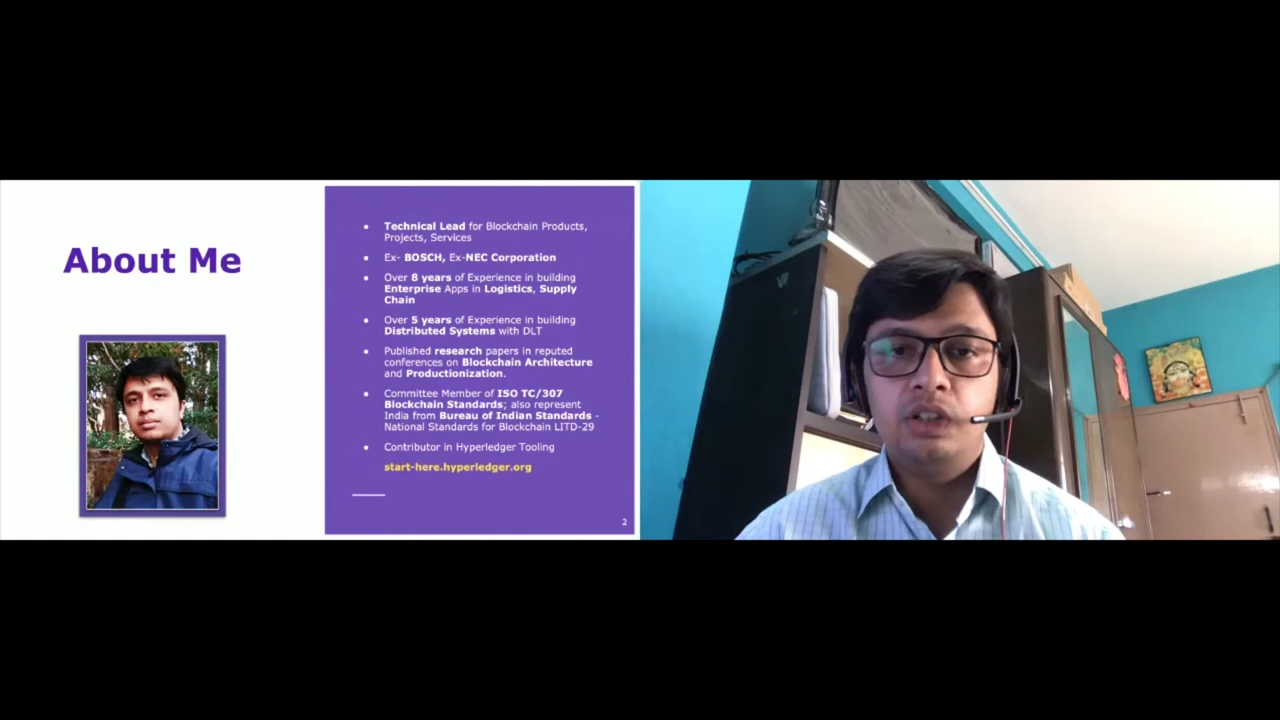 About Me
Technical Lead for Blockchain Products,
Projects, Services
Ex- BOSCH, Ex-NEC Corporation
Over 8 years of Experience in building
Enterprise Apps in Logistics, Supply
Chain
Over 5 years of Experience in building
Distributed Systems with DLT
Published research papers in reputed
conferences on Blockchain Architecture
and Productionization.
Committee Member of ISO TC/307
Blockchain Standards; also represent
India from Bureau of Indian Standards -
National Standards for Blockchain LITD-29
Contributor in Hyperledger Tooling
start-here.hyperledger.org
2